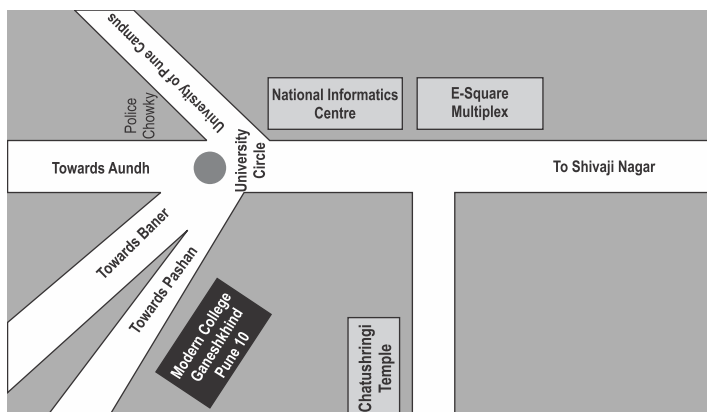 University of Pune Campus
Police
Chowky
National Informatics
Centre
E-Square
Multiplex
Towards Aundh
University
Circle
To Shivaji Nagar
Towards Baner
Towards Pashan
Modern College
Ganeshkhind
Pune 10
Chatushringi
Temple